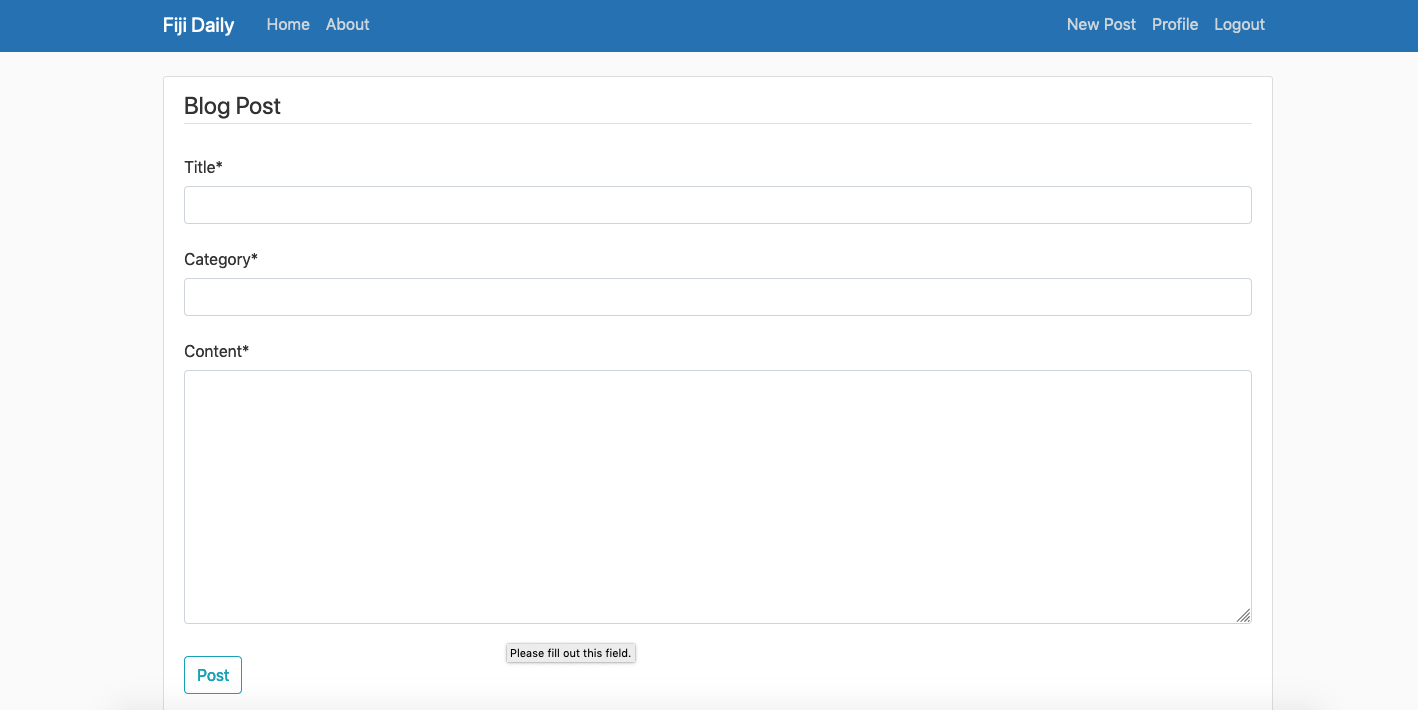 Fiji Daily Home About New Post Profile Logout
Blog Post
Title*
Category*
Content*
Please fill out this field.
Post